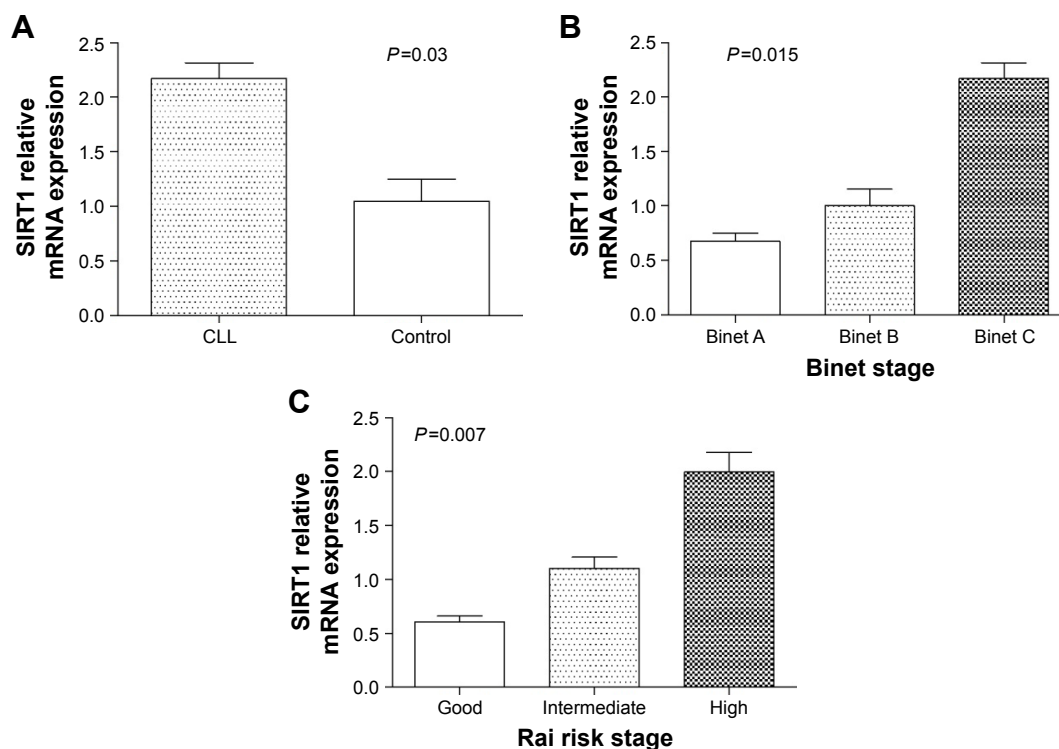 A
SIRT1 relative
mRNA expression
2.5
2.0
1.5
1.0
0.5
0.0
P=0.03
CLL
Control
B
SIRT1 relative
mRNA expression
2.5
2.0
1.5
1.0
0.5
0.0
P=0.015
Binet A
Binet B
Binet C
Binet stage
C
SIRT1 relative
mRNA expression
2.5
2.0
1.5
1.0
0.5
0.0
P=0.007
Good
Intermediate
High
Rai risk stage